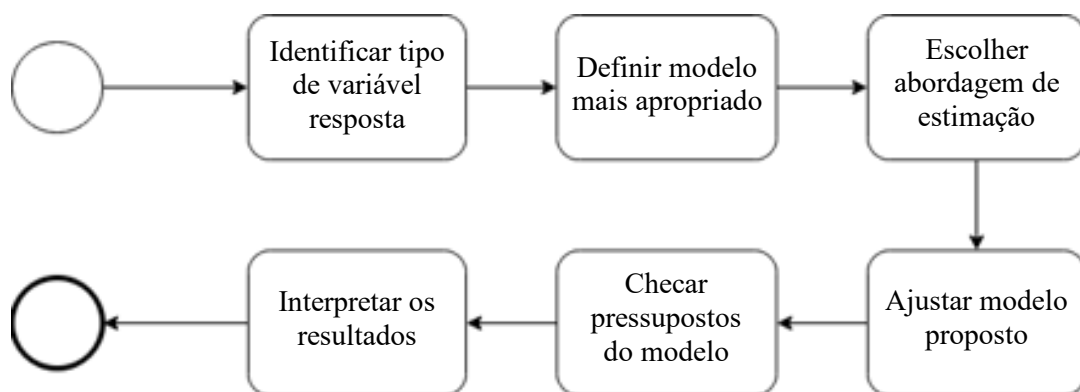 Identificar tipo
de variável
resposta
Definir modelo
mais apropriado
Escolher
abordagem de
estimação
Ajustar modelo
proposto
Checar
pressupostos
do modelo
Interpretar os
resultados